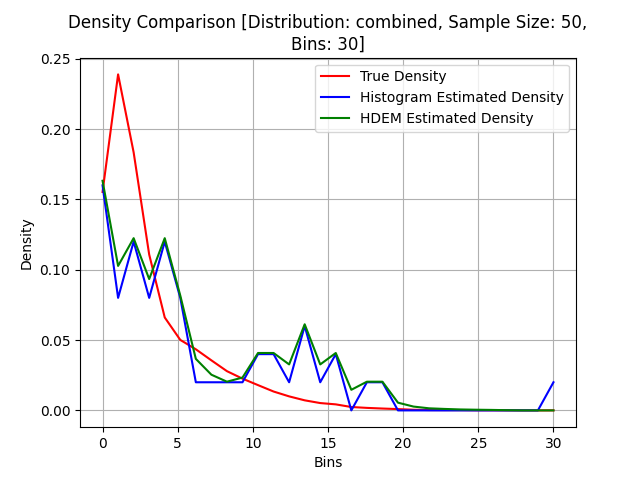 Density Comparison [Distribution: combined, Sample Size: 50,
Bins: 30]
True Density
Histogram Estimated Density
HDEM Estimated Density
Density
0.25
0.20
0.15
0.10
0.05
0.00
0 5 10 15 20 25 30
Bins